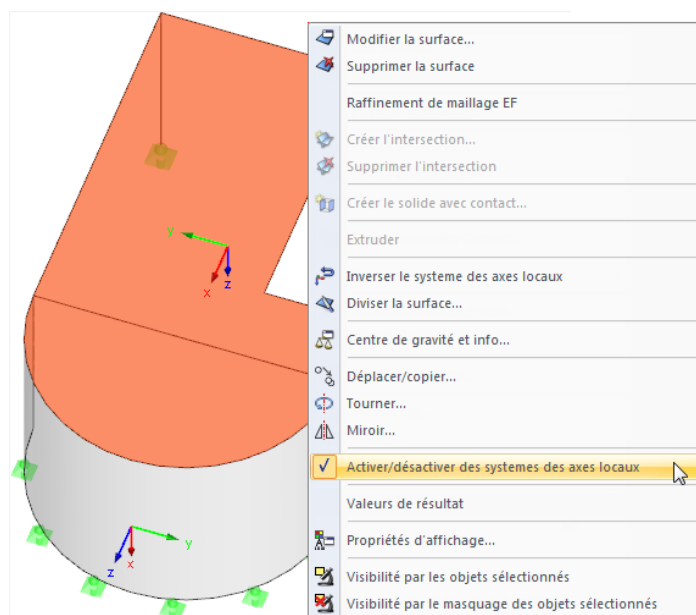 Modifier la surface...
Supprimer la surface
Raffinement de maillage EF
Créer l'intersection...
Supprimer l'intersection
Créer le solide avec contact...
Extruder
Inverser le systeme des axes locaux
Diviser la surface...
Centre de gravité et info...
Déplacer/copier...
Tourner...
Miroir...
Activer/désactiver des systemes des axes locaux
Valeurs de résultat
Propriétés d'affichage...
Visibilité par les objets sélectionnés
Visibilité par le masquage des objets sélectionnés
y
x
z
y
z
x